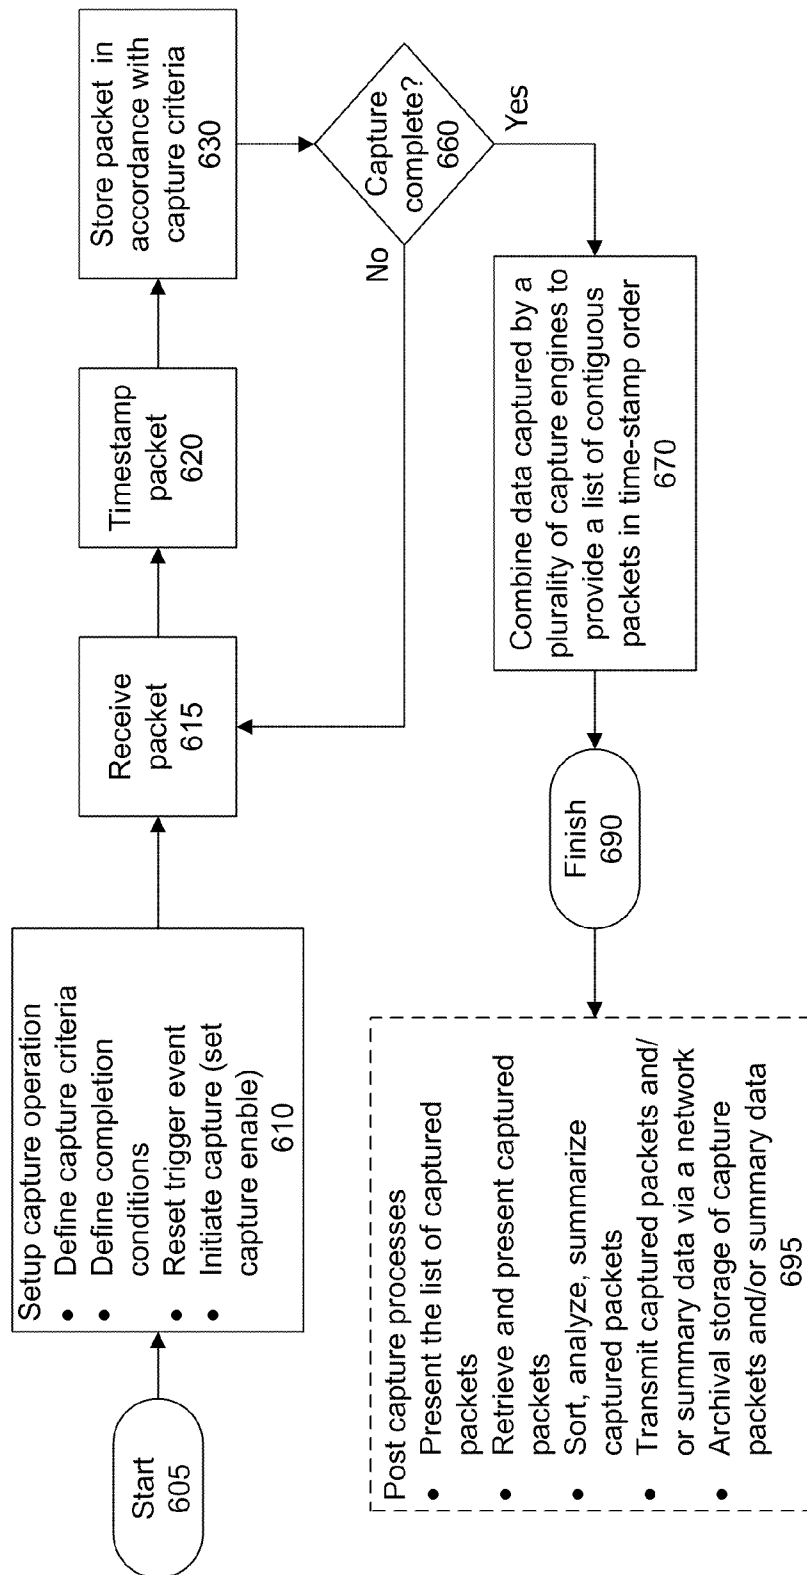 Start
605
Setup capture operation
• Define capture criteria
• Define completion
conditions
• Reset trigger event
• Initiate capture (set
capture enable)
610
Receive
packet
615
Timestamp
packet
620
Store packet in
accordance with
capture criteria
630
Capture
complete?
660
No
Yes
Combine data captured by a
plurality of capture engines to
provide a list of contiguous
packets in time-stamp order
670
Finish
690
Post capture processes
• Present the list of captured
packets
• Retrieve and present captured
packets
• Sort, analyze, summarize
captured packets
• Transmit captured packets and/
or summary data via a network
• Archival storage of capture
packets and/or summary data
695